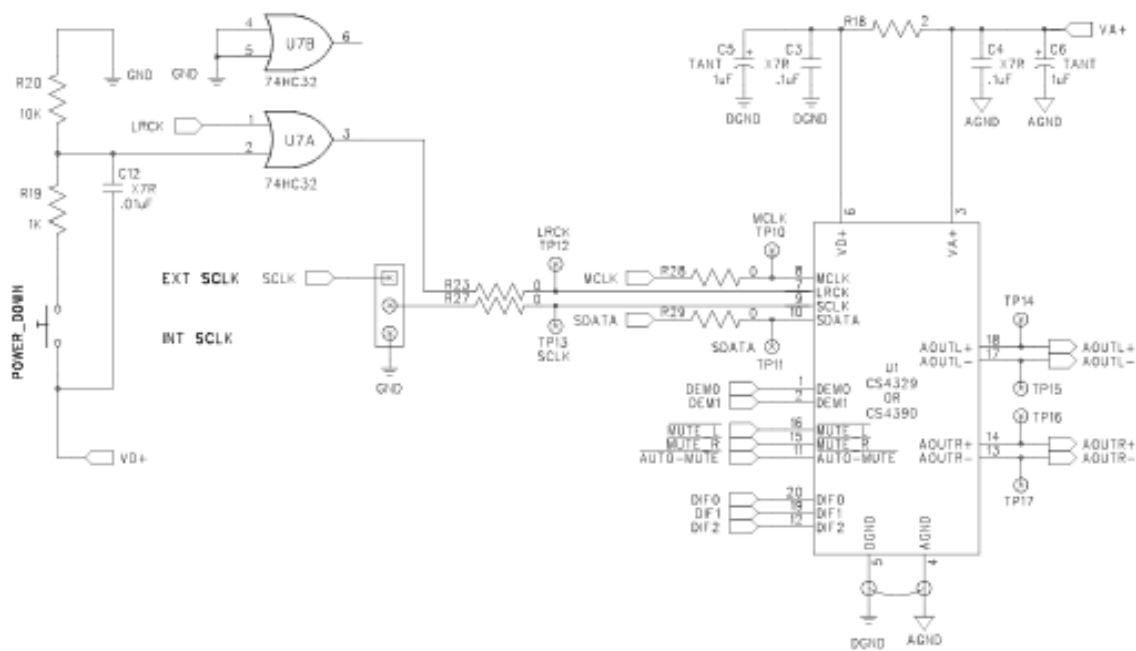 4
5
U7B
6
74HC32
GND
GND
R20
10K
LRCK
1
2
U7A
3
74HC32
C12
X7R
.01uF
R19
1K
POWER_DOWN
VD+
EXT SCLK
SCLK
INT SCLK
GND
R23
0
R27
0
LRCK
TP12
TP13
SCLK
MCLK
TP10
MCLK
R28
0
SDATA
R29
0
SDATA
TP11
R18
2
VA+
C5
TANT
1uF
DGND
C3
X7R
.1uF
DGND
C4
X7R
.1uF
AGND
C6
TANT
1uF
AGND
6
3
VD+
VA+
8
MCLK
7
LRCK
9
SCLK
10
SDATA
U1
CS4329
OR
CS4390
DEM0
1
DEM0
DEM1
2
DEM1
MUTE_L
16
MUTE_L
MUTE_R
15
MUTE_R
AUTO-MUTE
11
AUTO-MUTE
DIF0
20
DIF0
DIF1
19
DIF1
DIF2
12
DIF2
TP14
AOUTL+
18
AOUTL+
AOUTL-
17
AOUTL-
TP15
TP16
AOUTR+
14
AOUTR+
AOUTR-
13
AOUTR-
TP17
DGND
AGND
5
4
DGND
AGND